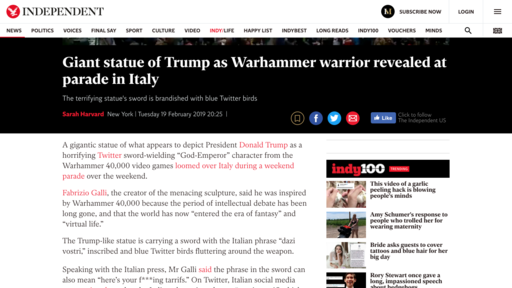 INDEPENDENT
SUBSCRIBE NOW
LOGIN
NEWS POLITICS VOICES FINAL SAY SPORT CULTURE VIDEO INDY/LIFE HAPPY LIST INDYBEST LONG READS INDY100 VOUCHERS MINDS
Giant statue of Trump as Warhammer warrior revealed at
parade in Italy
The terrifying statue's sword is brandished with blue Twitter birds
Sarah Harvard New York | Tuesday 19 February 2019 20:25 |
Like
Click to follow
The Independent US
A gigantic statue of what appears to depict President Donald Trump as a
horrifying Twitter sword-wielding “God-Emperor” character from the
Warhammer 40,000 video games loomed over Italy during a weekend
parade over the weekend.
Fabrizio Galli, the creator of the menacing sculpture, said he was inspired
by Warhammer 40,000 because the period of intellectual debate has been
long gone, and that the world has now “entered the era of fantasy” and
“virtual life.”
The Trump-like statue is carrying a sword with the Italian phrase “dazi
vostri,” inscribed and blue Twitter birds fluttering around the weapon.
Speaking with the Italian press, Mr Galli said the phrase in the sword can
also mean “here's your f***ing tarrifs.” On Twitter, Italian social media
indy100 TRENDING
This video of a garlic
peeling hack is blowing
people's minds
Amy Schumer's response to
people who trolled her for
wearing maternity
Bride asks guests to cover
tattoos and blue hair for her
big day
Rory Stewart once gave a
long, impassioned speech
about hedgehogs